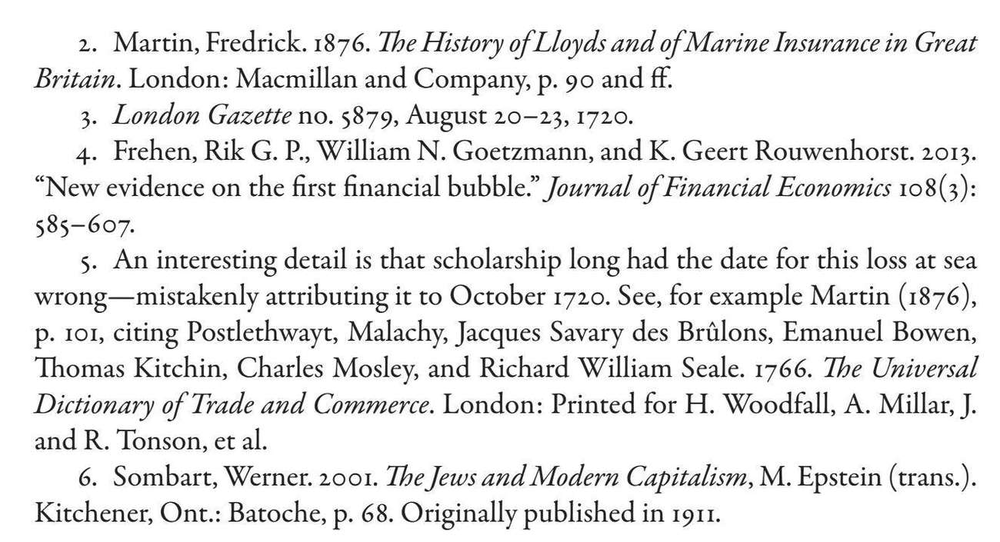 2. Martin, Fredrick. 1876. The History of Lloyds and of Marine Insurance in Great
Britain. London: Macmillan and Company, p. 90 and ff.
3. London Gazette no. 5879, August 20–23, 1720.
4. Frehen, Rik G. P., William N. Goetzmann, and K. Geert Rouwenhorst. 2013.
“New evidence on the first financial bubble.” Journal of Financial Economics 108(3):
585–607.
5. An interesting detail is that scholarship long had the date for this loss at sea
wrong—mistakenly attributing it to October 1720. See, for example Martin (1876),
p. 101, citing Postlethwayt, Malachy, Jacques Savary des Brûlons, Emanuel Bowen,
Thomas Kitchin, Charles Mosley, and Richard William Seale. 1766. The Universal
Dictionary of Trade and Commerce. London: Printed for H. Woodfall, A. Millar, J.
and R. Tonson, et al.
6. Sombart, Werner. 2001. The Jews and Modern Capitalism, M. Epstein (trans.).
Kitchener, Ont.: Batoche, p. 68. Originally published in 1911.